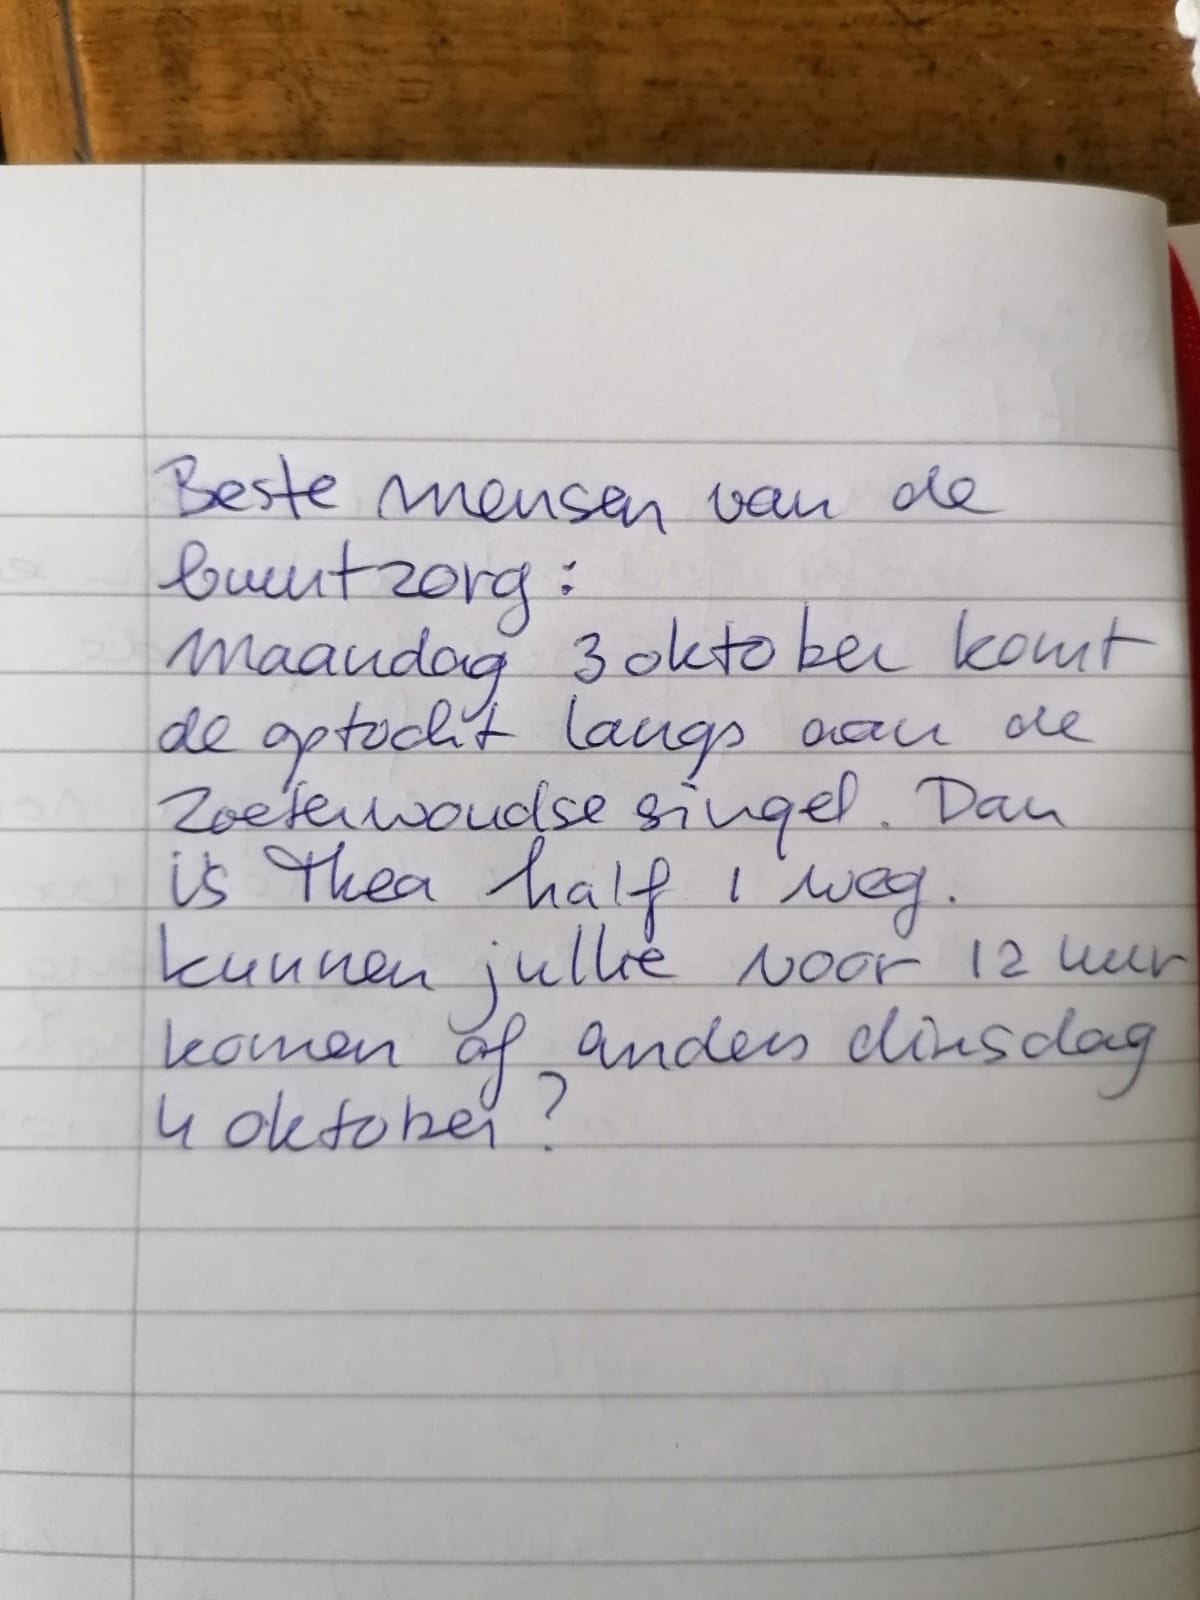 Beste mensen van de
buurtzorg:
Maandag 3 oktober komt
de optocht langs aan de
Zoeterwoudse singel. Dan
is Thea half 1 weg.
kunnen jullie voor 12 uur
komen of anders dinsdag
4 oktober?